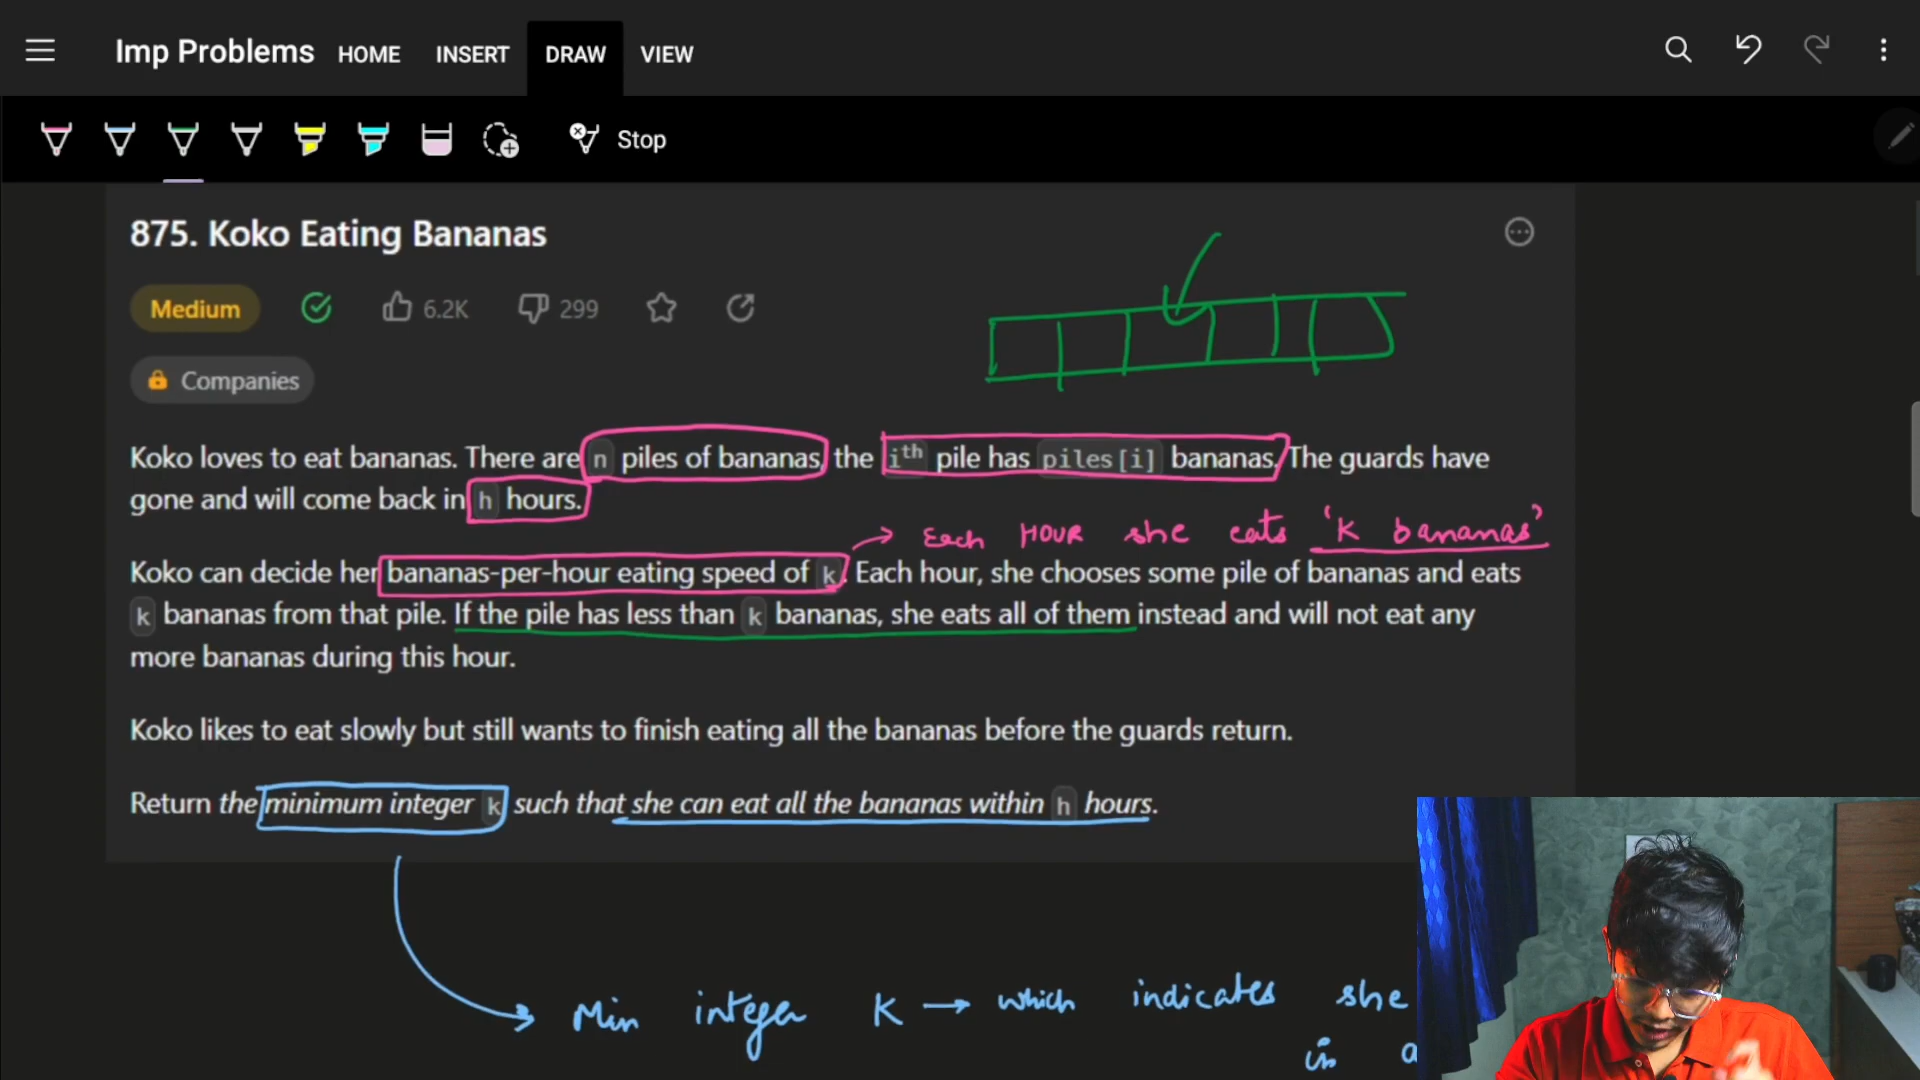 Imp Problems HOME INSERT DRAW VIEW
Stop
875. Koko Eating Bananas
Medium 6.2K 299
Companies
Koko loves to eat bananas. There are n piles of bananas, the ith pile has piles[i] bananas. The guards have
gone and will come back in h hours.
Each HOUR she eats 'K bananas'
Koko can decide her bananas-per-hour eating speed of k. Each hour, she chooses some pile of bananas and eats
k bananas from that pile. If the pile has less than k bananas, she eats all of them instead and will not eat any
more bananas during this hour.
Koko likes to eat slowly but still wants to finish eating all the bananas before the guards return.
Return the minimum integer k such that she can eat all the bananas within h hours.
Min integer K → which indicates she
in